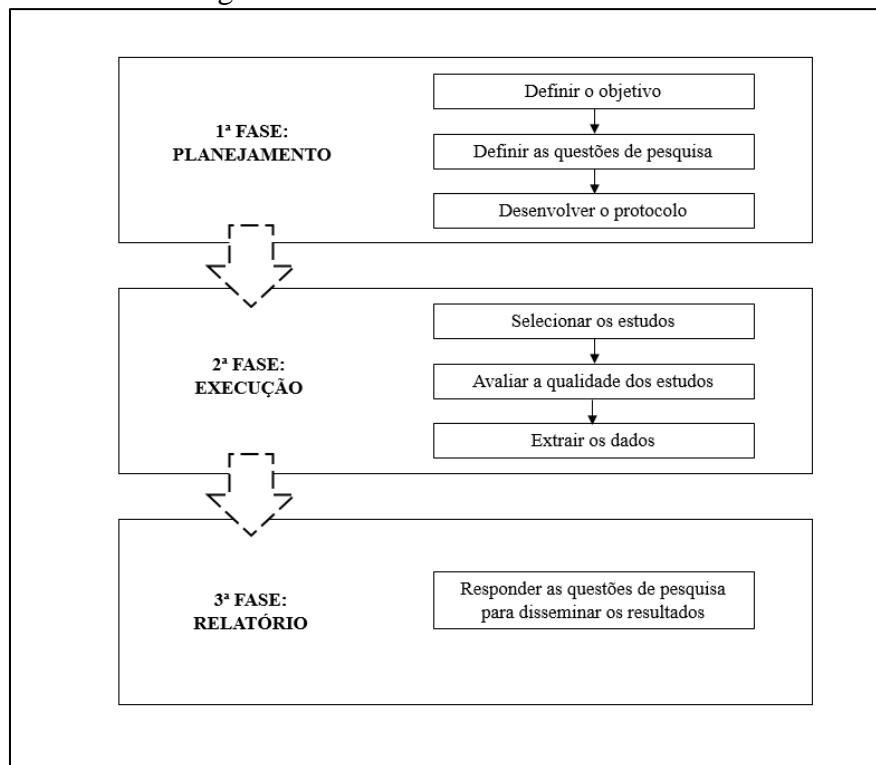 Definir o objetivo
1ª FASE:
PLANEJAMENTO
Definir as questões de pesquisa
Desenvolver o protocolo
Selecionar os estudos
2ª FASE:
EXECUÇÃO
Avaliar a qualidade dos estudos
Extrair os dados
3ª FASE:
RELATÓRIO
Responder as questões de pesquisa
para disseminar os resultados